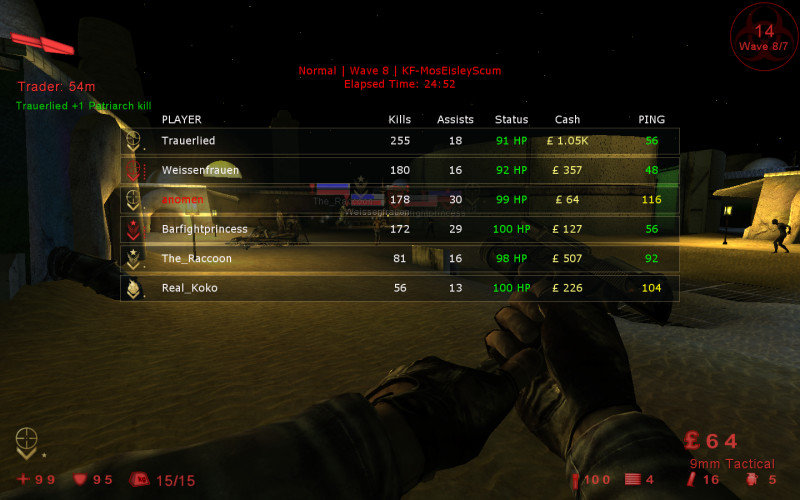 14
Wave 8/7
Normal | Wave 8 | KF-MosEisleyScum
Elapsed Time: 24:52
Trader: 54m
Trauerlied +1 Patriarch kill
PLAYER Kills Assists Status Cash PING
Trauerlied 255 18 91 HP £ 1.05K 56
Weissenfrauen 180 16 92 HP £ 357 48
anomen 178 30 99 HP £ 64 116
Barfightprincess 172 29 100 HP £ 127 56
The_Raccoon 81 16 98 HP £ 507 92
Real_Koko 56 13 100 HP £ 226 104
£ 64
9mm Tactical
99 95 15/15 100 4 16 5